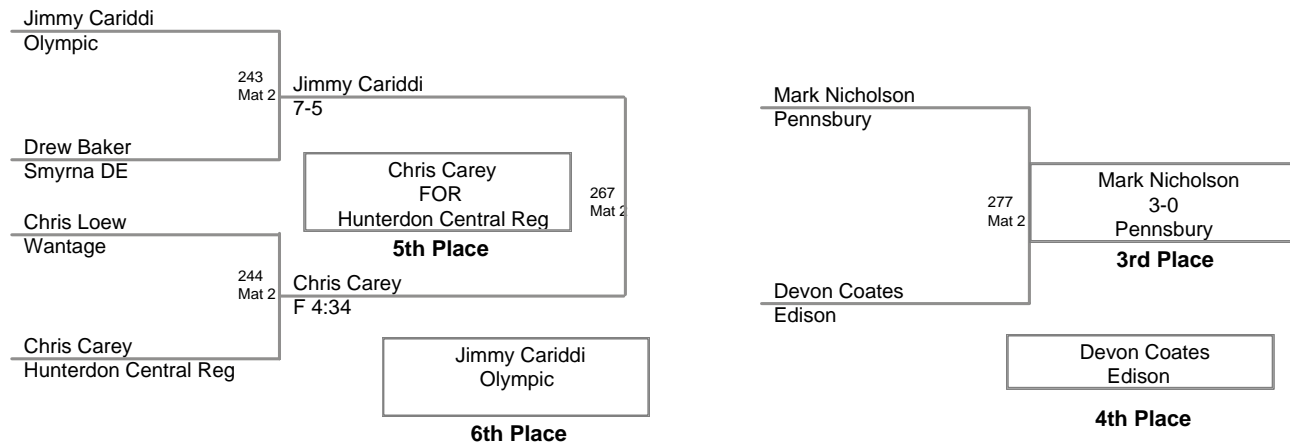 Jimmy Cariddi
Olympic
243
Mat 2
Jimmy Cariddi
7-5
Drew Baker
Smyrna DE
Chris Carey
FOR
Hunterdon Central Reg
5th Place
267
Mat 2
Chris Loew
Wantage
244
Mat 2
Chris Carey
F 4:34
Chris Carey
Hunterdon Central Reg
Jimmy Cariddi
Olympic
6th Place
Mark Nicholson
Pennsbury
277
Mat 2
Mark Nicholson
3-0
Pennsbury
3rd Place
Devon Coates
Edison
Devon Coates
Edison
4th Place